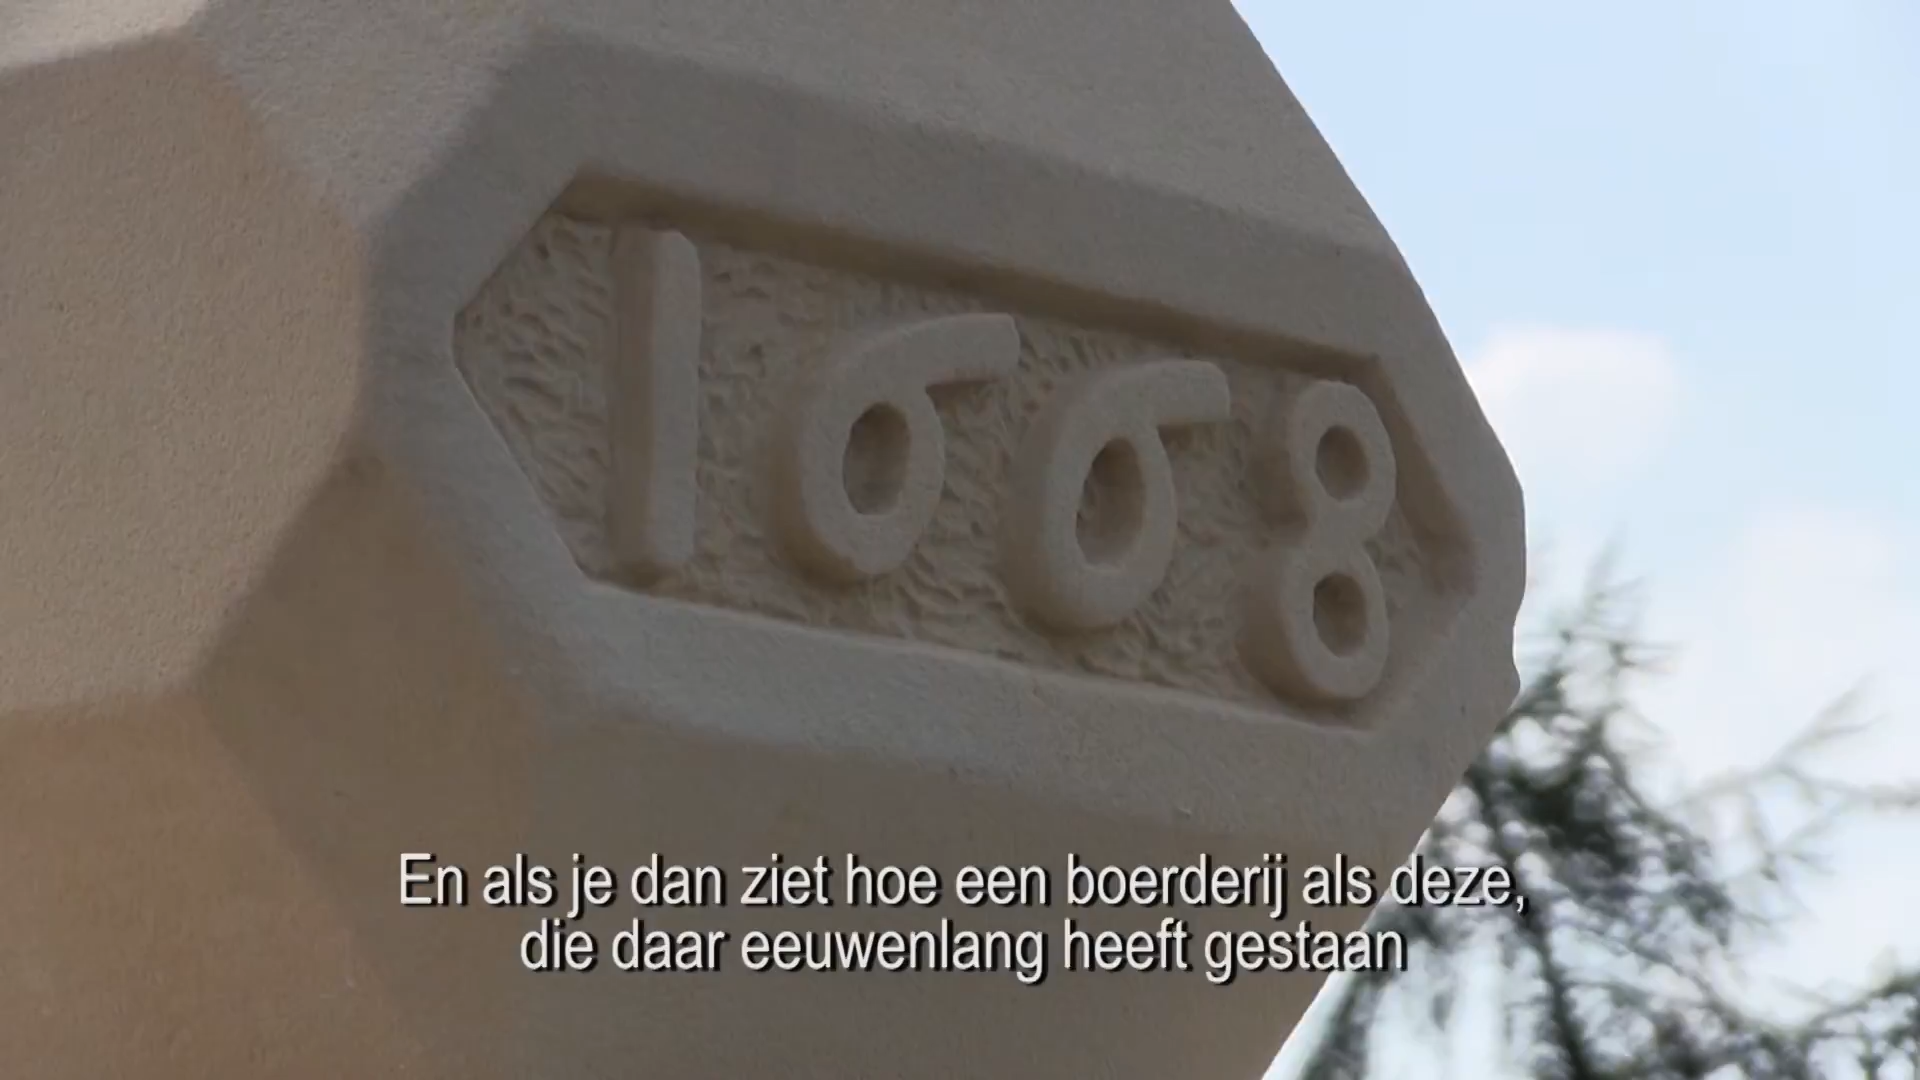 1668
En als je dan ziet hoe een boerderij als deze,
die daar eeuwenlang heeft gestaan